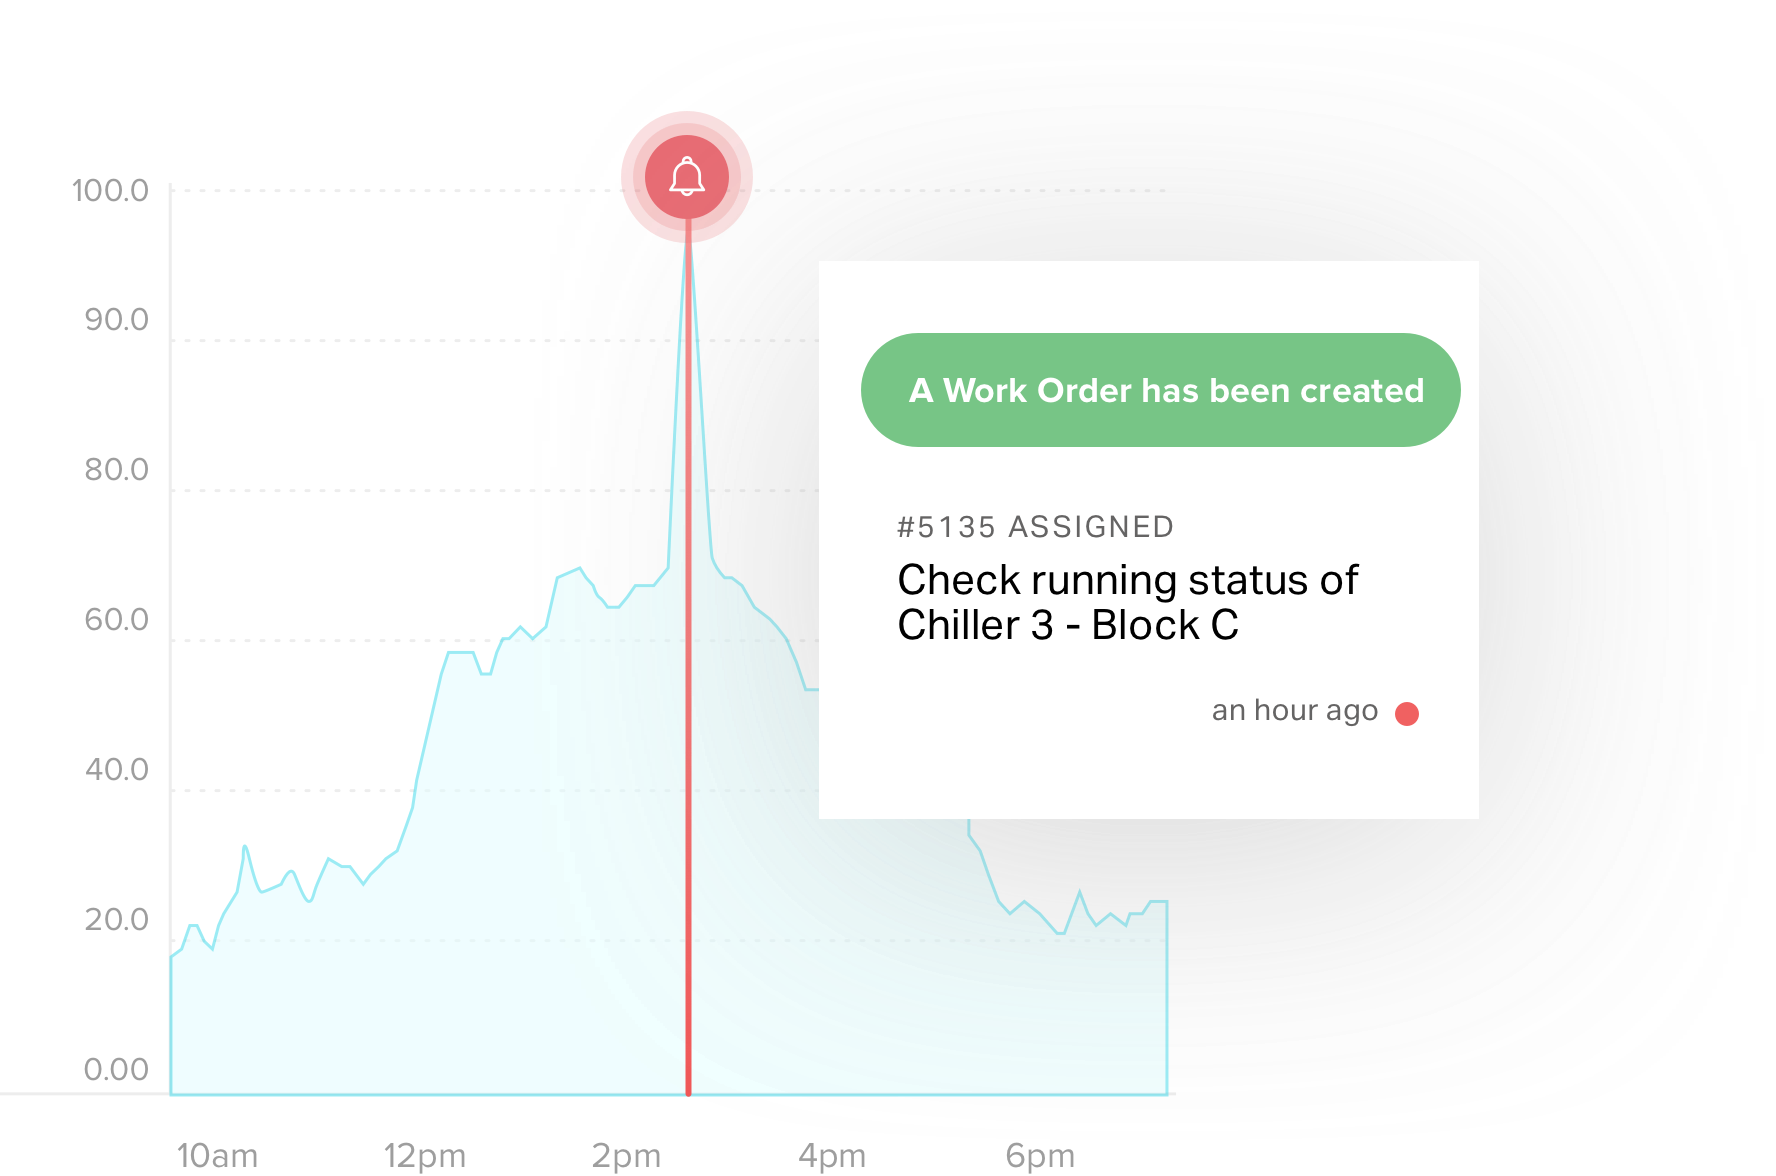 100.0
90.0
80.0
60.0
40.0
20.0
0.00
10am 12pm 2pm 4pm 6pm
A Work Order has been created
#5135 ASSIGNED
Check running status of
Chiller 3 - Block C
an hour ago